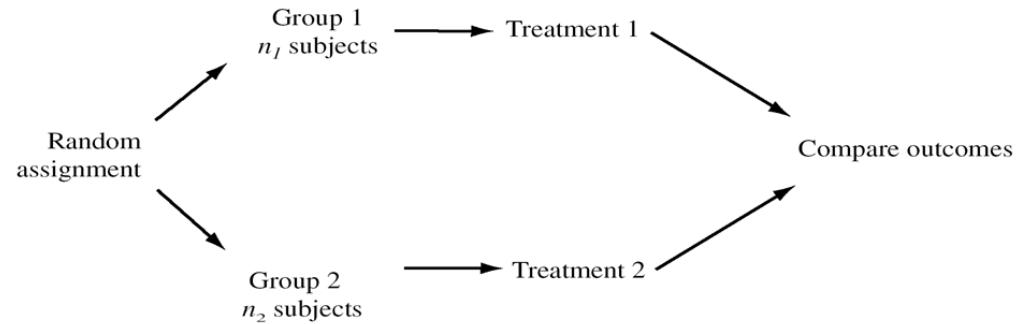 Group 1
n₁ subjects
Treatment 1
Random
assignment
Compare outcomes
Group 2
n₂ subjects
Treatment 2